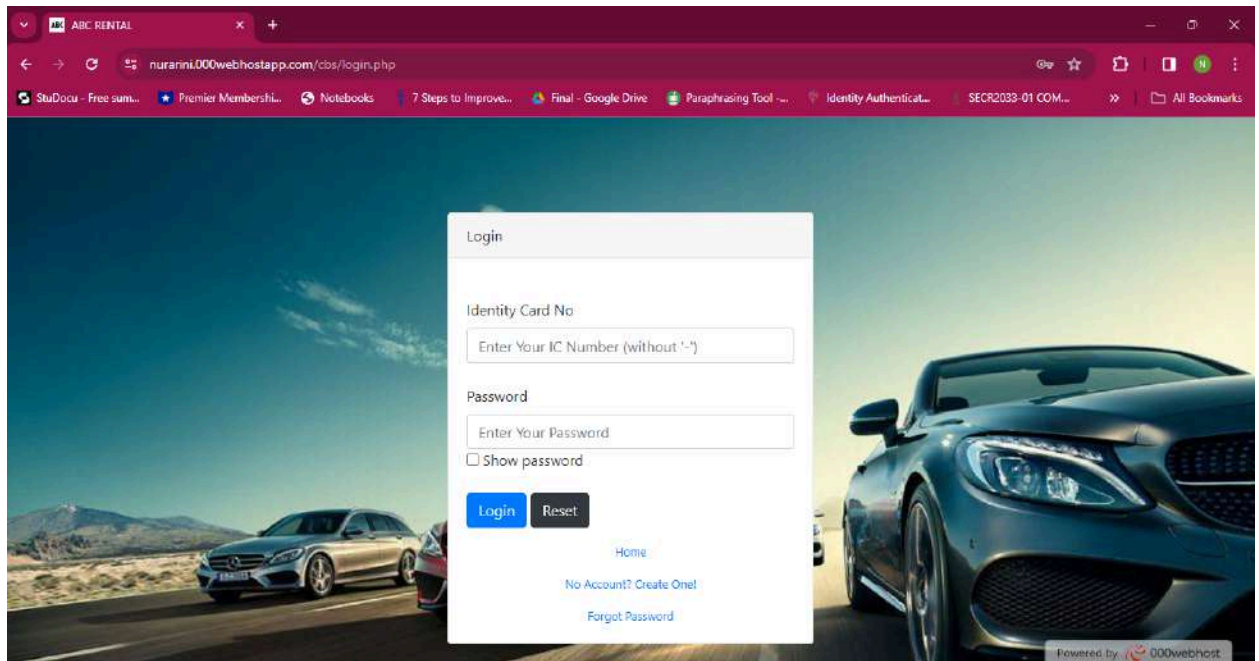 ABC ABC RENTAL
nurarini.000webhostapp.com/cbs/login.php
N
StuDocu - Free sum... Premier Membershi... Notebooks 7 Steps to Improve... Final - Google Drive Paraphrasing Tool -... Identity Authenticat... SECR2033-01 COM... » All Bookmarks
Login
Identity Card No
Enter Your IC Number (without '-')
Password
Enter Your Password
Show password
Login Reset
Home
No Account? Create One!
Forgot Password
Powered by 000webhost